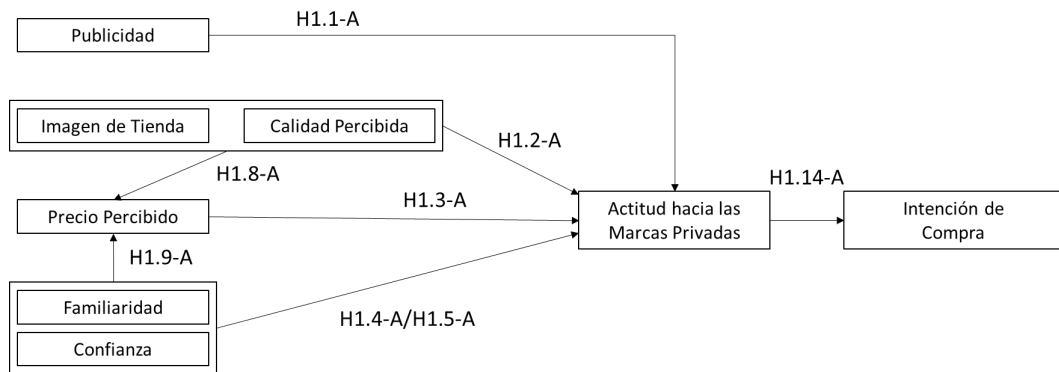 H1.1-A
Publicidad
Imagen de Tienda
Calidad Percibida
H1.2-A
H1.8-A
H1.14-A
Precio Percibido
H1.3-A
Actitud hacia las
Marcas Privadas
Intención de
Compra
H1.9-A
Familiaridad
H1.4-A/H1.5-A
Confianza